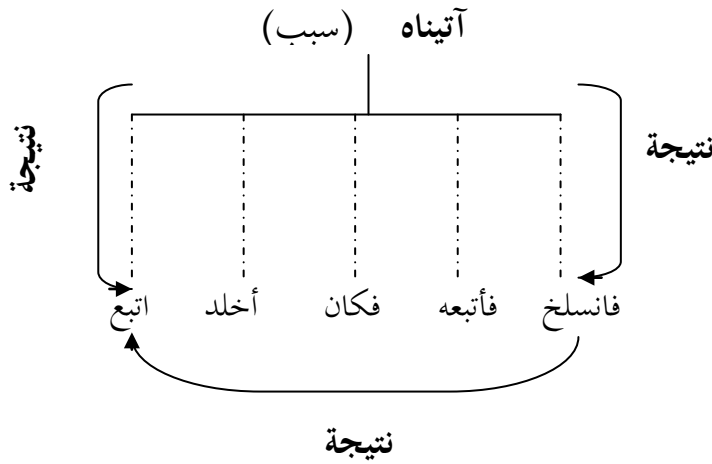 آتيناه (سبب)
نتيجة
نتيجة
فانسلخ فأتبعه فكان أخلد اتبع
نتيجة